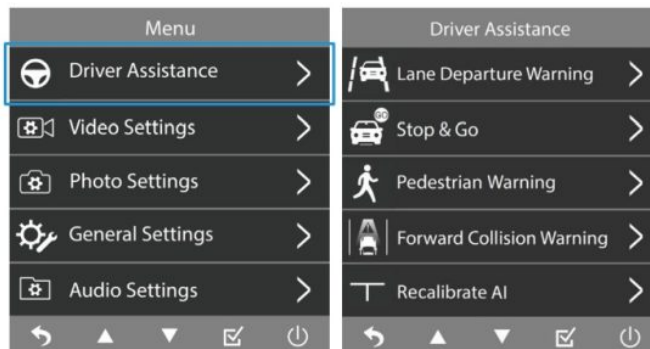 Menu
Driver Assistance
Video Settings
Photo Settings
General Settings
Audio Settings
Driver Assistance
Lane Departure Warning
GO
Stop & Go
Pedestrian Warning
Forward Collision Warning
Recalibrate AI